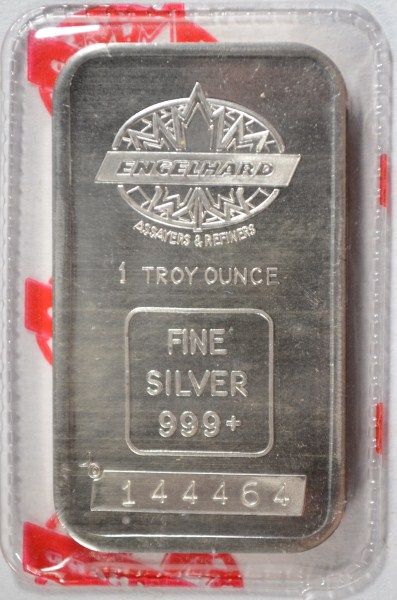 ENGELHARD
ASSAYERS & REFINERS
1 TROY OUNCE
FINE
SILVER
999+
144464